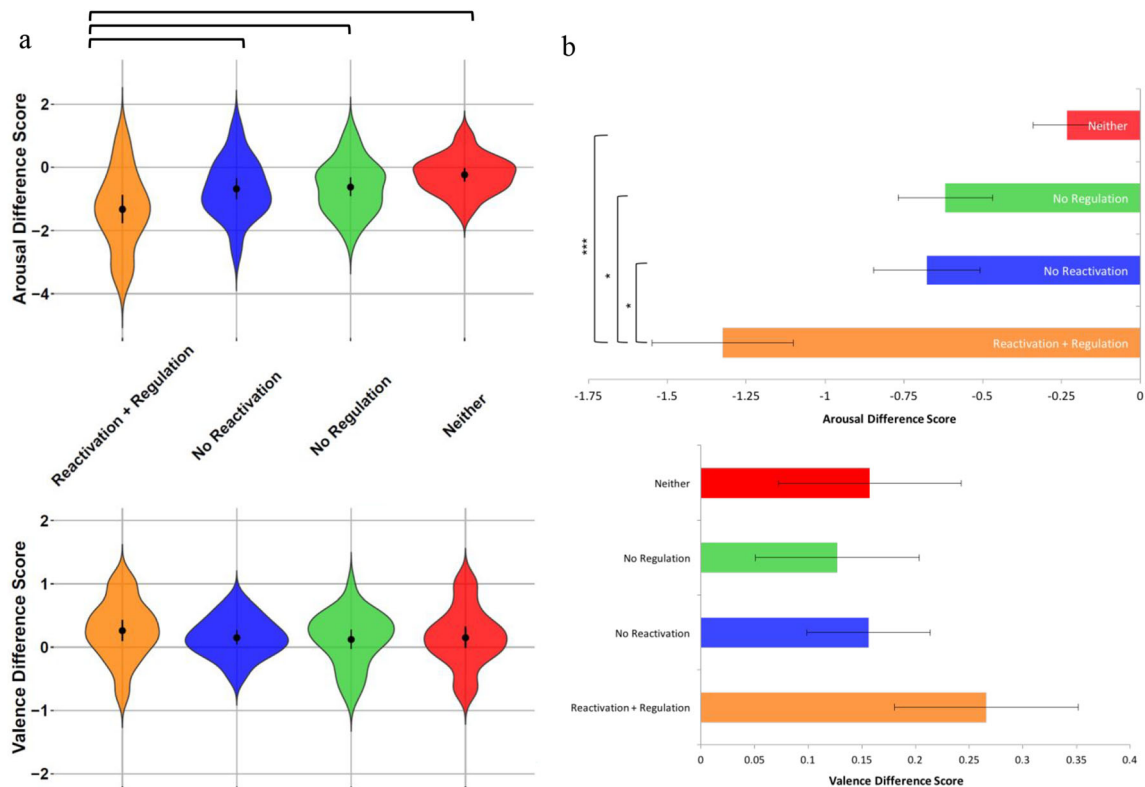 a
Arousal Difference Score
2
0
−2
−4
Reactivation + Regulation
No Reactivation
No Regulation
Neither
Valence Difference Score
2
1
0
−1
−2
b
Neither
No Regulation
No Reactivation
Reactivation + Regulation
***
*
*
-1.75 -1.5 -1.25 -1 -0.75 -0.5 -0.25 0
Arousal Difference Score
Neither
No Regulation
No Reactivation
Reactivation + Regulation
0 0.05 0.1 0.15 0.2 0.25 0.3 0.35 0.4
Valence Difference Score